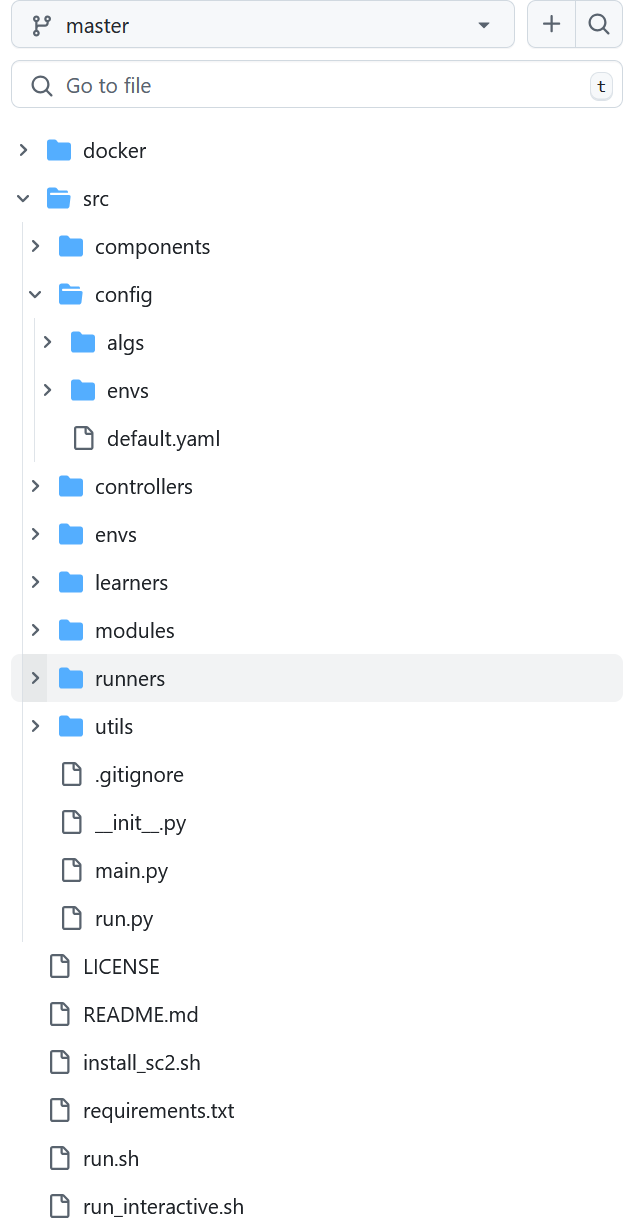 master
Go to file t
docker
src
components
config
algs
envs
default.yaml
controllers
envs
learners
modules
runners
utils
.gitignore
__init__.py
main.py
run.py
LICENSE
README.md
install_sc2.sh
requirements.txt
run.sh
run_interactive.sh